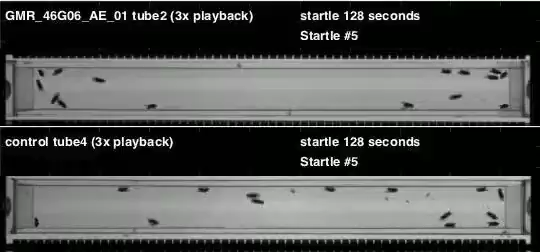 GMR_46G06_AE_01 tube2 (3x playback) startle 128 seconds
Startle #5
control tube4 (3x playback) startle 128 seconds
Startle #5